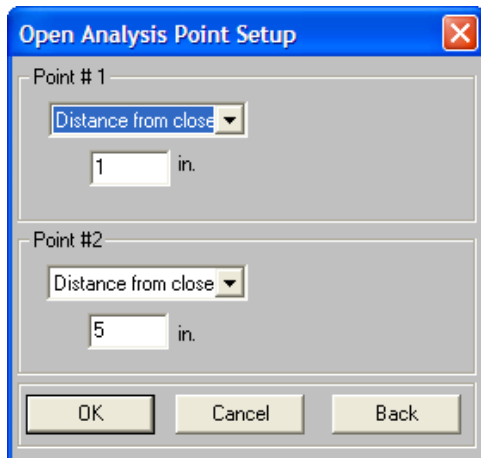 Open Analysis Point Setup
Point # 1
Distance from close
1 in.
Point #2
Distance from close
5 in.
OK Cancel Back